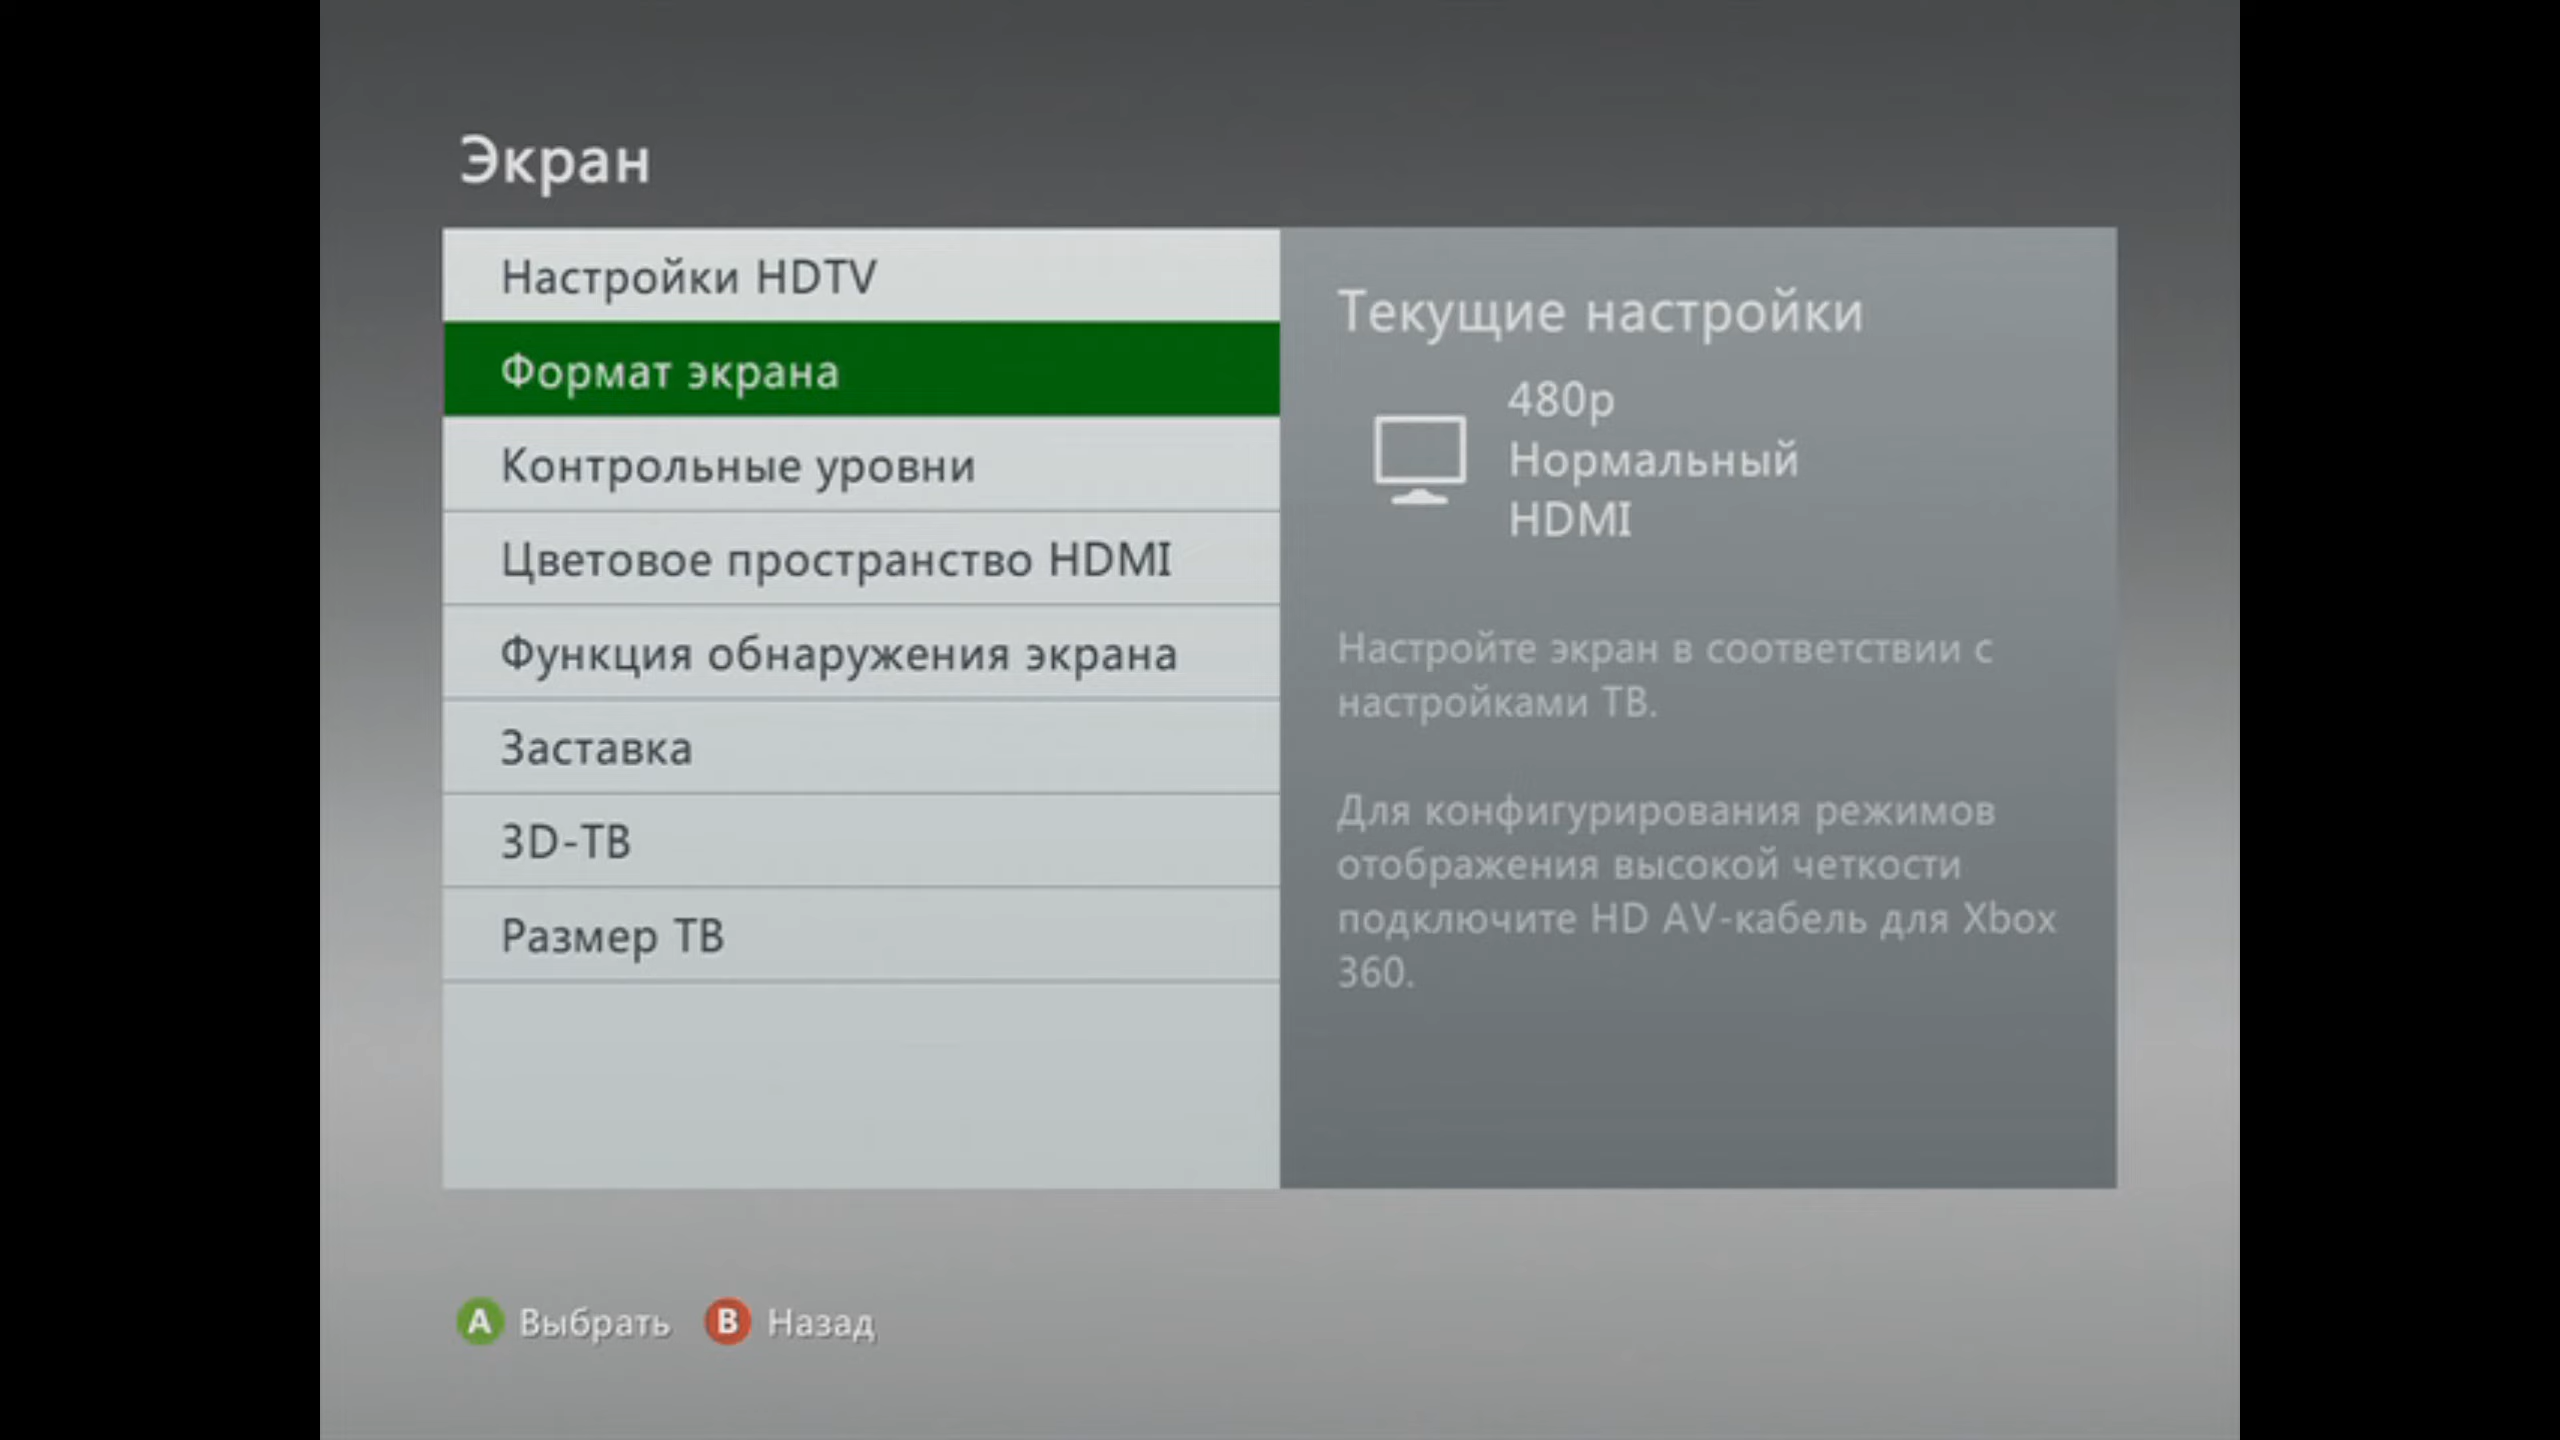 Экран
Настройки HDTV
Формат экрана
Контрольные уровни
Цветовое пространство HDMI
Функция обнаружения экрана
Заставка
3D-ТВ
Размер ТВ
Текущие настройки
480p
Нормальный
HDMI
Настройте экран в соответствии с
настройками ТВ.
Для конфигурирования режимов
отображения высокой четкости
подключите HD AV-кабель для Xbox
360.
A Выбрать B Назад